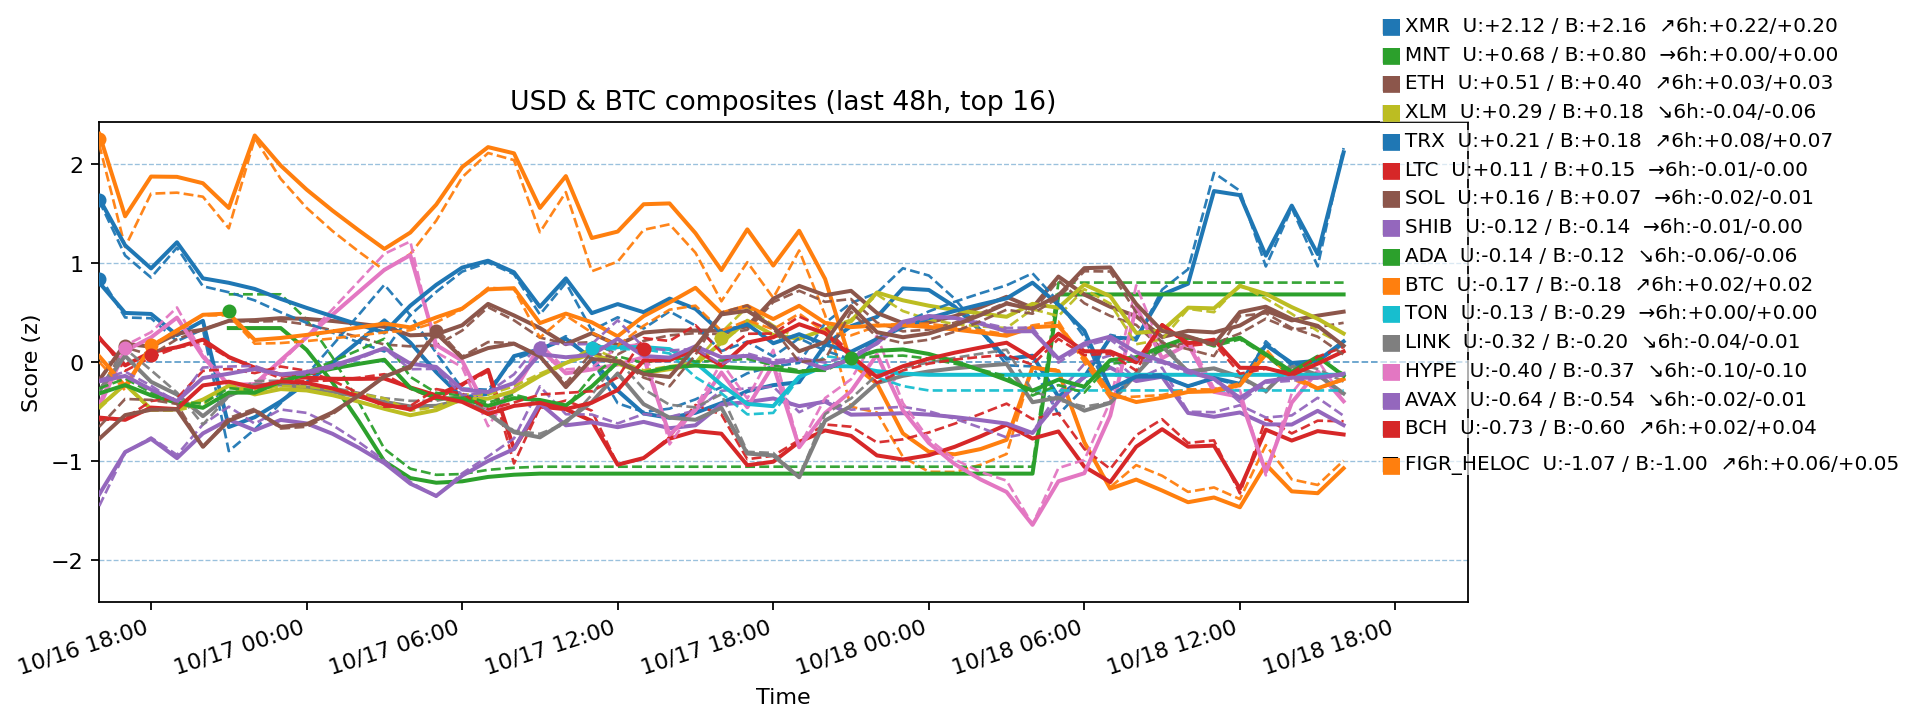 XMR U:+2.12 / B:+2.16 ↗6h:+0.22/+0.20
MNT U:+0.68 / B:+0.80 →6h:+0.00/+0.00
ETH U:+0.51 / B:+0.40 ↗6h:+0.03/+0.03
XLM U:+0.29 / B:+0.18 ↘6h:-0.04/-0.06
TRX U:+0.21 / B:+0.18 ↗6h:+0.08/+0.07
LTC U:+0.11 / B:+0.15 →6h:-0.01/-0.00
SOL U:+0.16 / B:+0.07 →6h:-0.02/-0.01
SHIB U:-0.12 / B:-0.14 →6h:-0.01/-0.00
ADA U:-0.14 / B:-0.12 ↘6h:-0.06/-0.06
BTC U:-0.17 / B:-0.18 ↗6h:+0.02/+0.02
TON U:-0.13 / B:-0.29 →6h:+0.00/+0.00
LINK U:-0.32 / B:-0.20 ↘6h:-0.04/-0.01
HYPE U:-0.40 / B:-0.37 ↘6h:-0.10/-0.10
AVAX U:-0.64 / B:-0.54 ↘6h:-0.02/-0.01
BCH U:-0.73 / B:-0.60 ↗6h:+0.02/+0.04
FIGR_HELOC U:-1.07 / B:-1.00 ↗6h:+0.06/+0.05
USD & BTC composites (last 48h, top 16)
Score (z)
2
1
0
−1
−2
10/16 18:00
10/17 00:00
10/17 06:00
10/17 12:00
10/17 18:00
10/18 00:00
10/18 06:00
10/18 12:00
10/18 18:00
Time